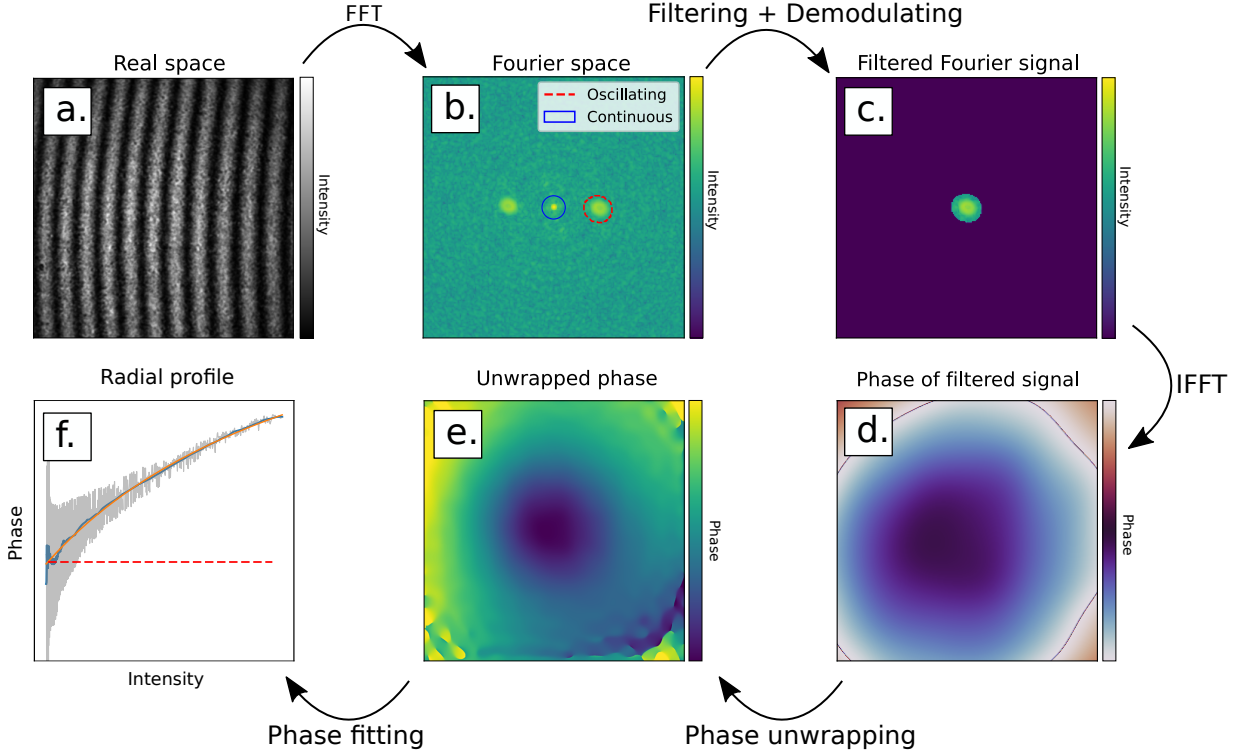 FFT
Filtering + Demodulating
Real space
Fourier space
Filtered Fourier signal
a.
Intensity
b.
Oscillating
Continuous
Intensity
c.
Intensity
IFFT
Radial profile
Unwrapped phase
Phase of filtered signal
f.
Phase
Intensity
e.
Phase
d.
Phase
Phase fitting
Phase unwrapping